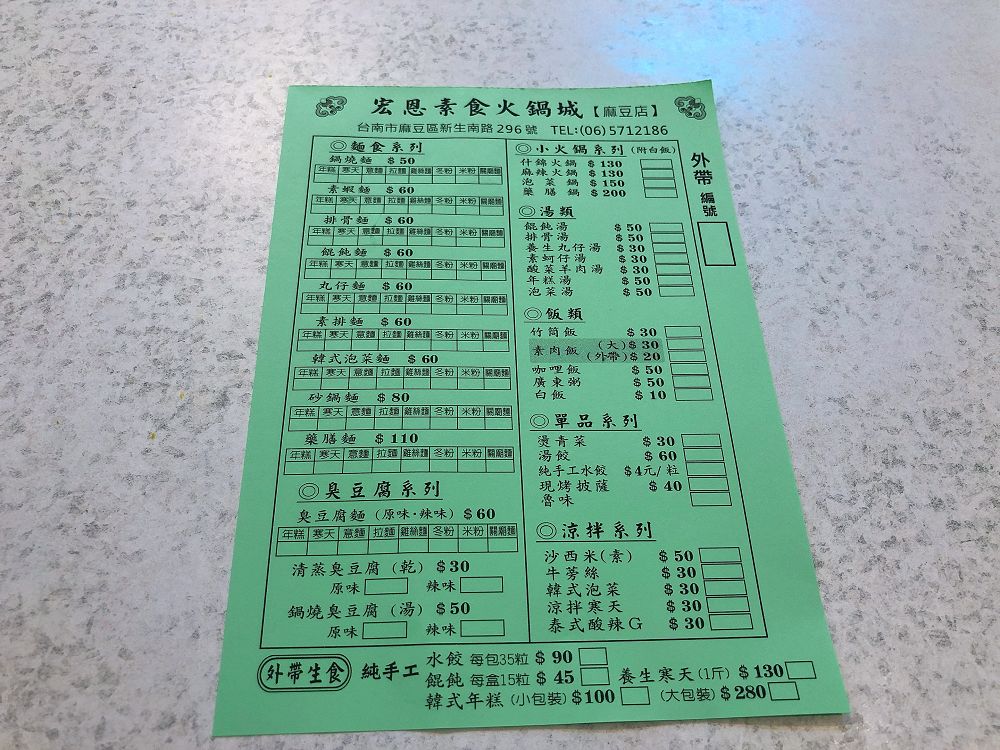 宏恩素食火鍋城【麻豆店】
台南市麻豆區新生南路296號 TEL:(06)5712186
◎麵食系列
鍋燒麵 $50
年糕 寒天 意麵 拉麵 雞絲麵 冬粉 米粉 關廟麵
素蝦麵 $60
年糕 寒天 意麵 拉麵 雞絲麵 冬粉 米粉 關廟麵
排骨麵 $60
年糕 寒天 意麵 拉麵 雞絲麵 冬粉 米粉 關廟麵
餛飩麵 $60
年糕 寒天 意麵 拉麵 雞絲麵 冬粉 米粉 關廟麵
丸仔麵 $60
年糕 寒天 意麵 拉麵 雞絲麵 冬粉 米粉 關廟麵
素排麵 $60
年糕 寒天 意麵 拉麵 雞絲麵 冬粉 米粉 關廟麵
韓式泡菜麵 $60
年糕 寒天 意麵 拉麵 雞絲麵 冬粉 米粉 關廟麵
砂鍋麵 $80
年糕 寒天 意麵 拉麵 雞絲麵 冬粉 米粉 關廟麵
藥膳麵 $110
年糕 寒天 意麵 拉麵 雞絲麵 冬粉 米粉 關廟麵
◎臭豆腐系列
臭豆腐麵(原味·辣味) $60
年糕 寒天 意麵 拉麵 雞絲麵 冬粉 米粉 關廟麵
清蒸臭豆腐(乾) $30
原味 辣味
鍋燒臭豆腐(湯) $50
原味 辣味
◎小火鍋系列(附白飯)
什錦火鍋 $130
麻辣火鍋 $130
泡菜鍋 $150
藥膳鍋 $200
◎湯類
餛飩湯 $50
排骨湯 $50
養生丸仔湯 $30
素蚵仔湯 $30
酸菜羊肉湯 $30
年糕湯 $50
泡菜湯 $50
◎飯類
竹筒飯 $30
素肉飯 (大)$30
(外帶)$20
咖哩飯 $50
廣東粥 $50
白飯 $10
◎單品系列
燙青菜 $30
湯餃 $60
純手工水餃 $4元/粒
現烤披薩 $40
魯味
◎涼拌系列
沙西米(素) $50
牛蒡絲 $30
韓式泡菜 $30
涼拌寒天 $30
泰式酸辣G $30
外帶 編號
外帶生食 純手工
水餃 每包35粒 $90
餛飩 每盒15粒 $45 養生寒天(1斤) $130
韓式年糕(小包裝)$100 (大包裝)$280